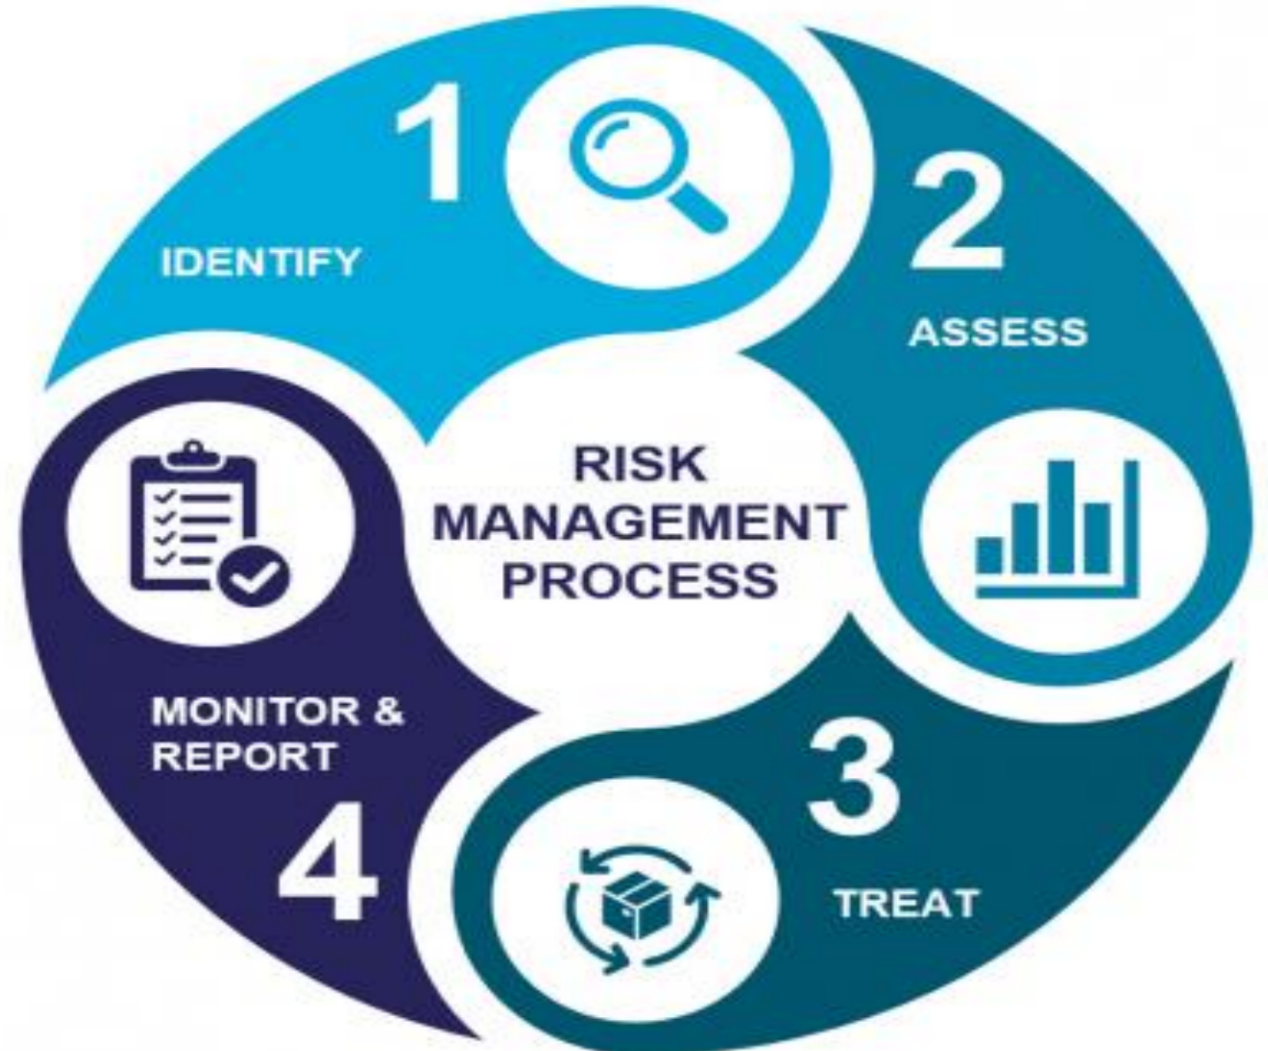 1
IDENTIFY
2
ASSESS
RISK
MANAGEMENT
PROCESS
3
TREAT
MONITOR &
REPORT
4